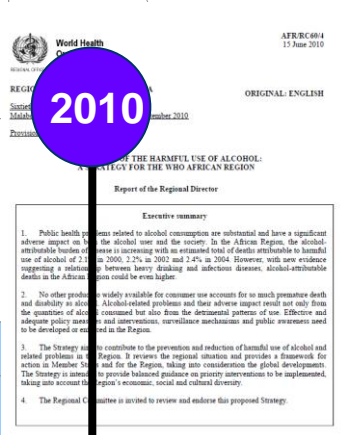 AFR/RC60/4
15 June 2010
World Health
REGIONAL OFFICE
ORIGINAL: ENGLISH
2010
OF THE HARMFUL USE OF ALCOHOL:
A STRATEGY FOR THE WHO AFRICAN REGION
Report of the Regional Director
Executive summary
1. Public health problems related to alcohol consumption are substantial and have a significant
adverse impact on both the alcohol user and the society. In the African Region, the alcohol-
attributable burden of disease is increasing with an estimated total of deaths attributable to harmful
use of alcohol of 2.1% in 2000, 2.2% in 2002 and 2.4% in 2004. However, with new evidence
suggesting a relationship between heavy drinking and infectious diseases, alcohol-attributable
deaths in the African Region could be even higher.
2. No other product so widely available for consumer use accounts for so much premature death
and disability as alcohol. Alcohol-related problems and their adverse impact result not only from
the quantities of alcohol consumed but also from the detrimental patterns of use. Effective and
adequate policy measures and interventions, surveillance mechanisms and public awareness need
to be developed or enforced in the Region.
3. The Strategy aims to contribute to the prevention and reduction of harmful use of alcohol and
related problems in the Region. It reviews the regional situation and provides a framework for
action in Member States and for the Region, taking into consideration the global developments.
The Strategy is intended to provide balanced guidance on priority interventions to be implemented,
taking into account the Region's economic, social and cultural diversity.
4. The Regional Committee is invited to review and endorse this proposed Strategy.